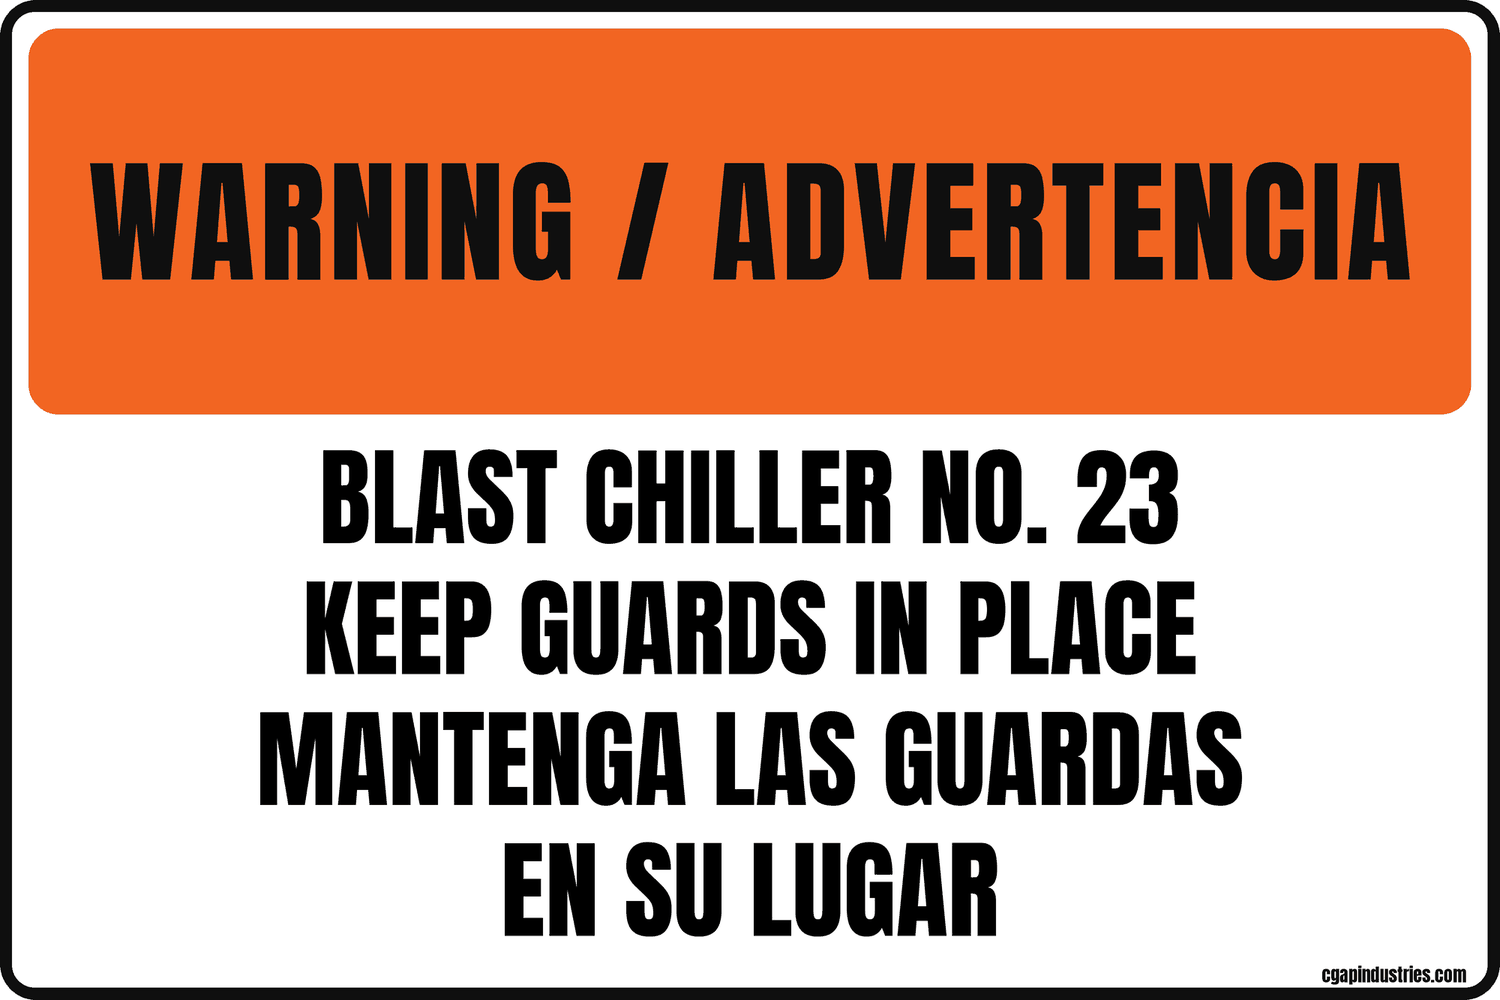 WARNING / ADVERTENCIA
BLAST CHILLER NO. 23
KEEP GUARDS IN PLACE
MANTENGA LAS GUARDAS
EN SU LUGAR
cgapindustries.com